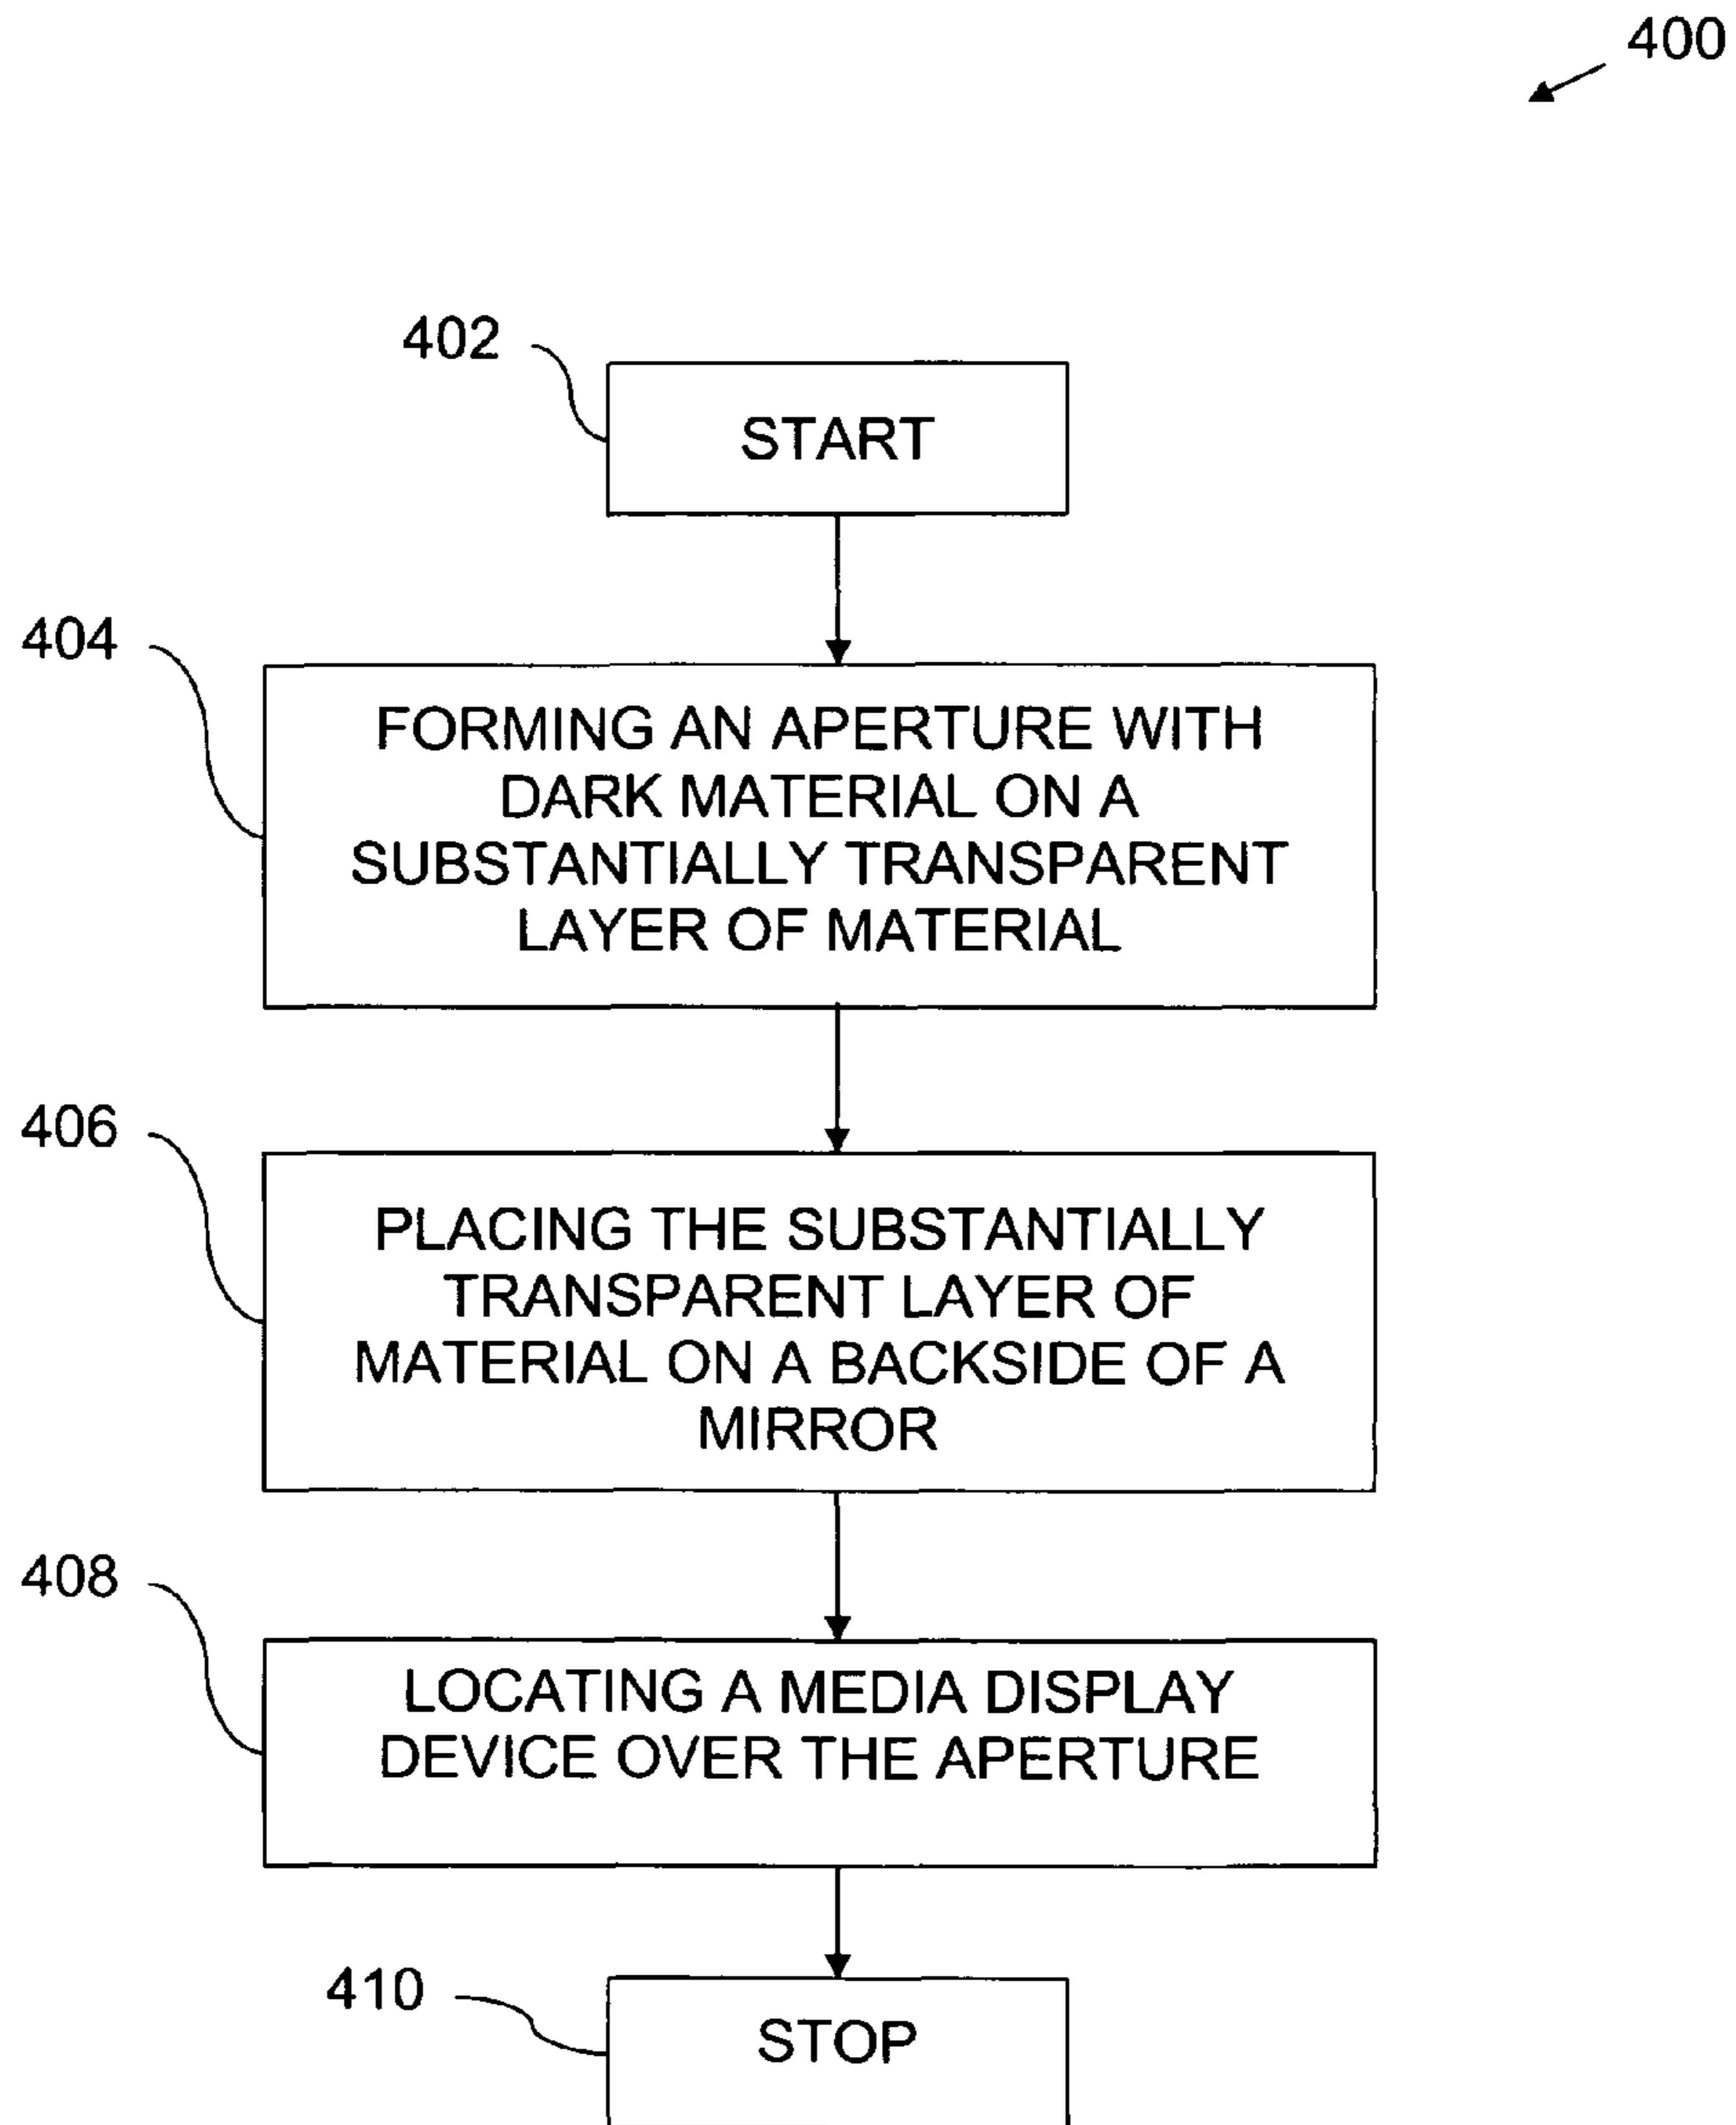 400
402
START
404
FORMING AN APERTURE WITH
DARK MATERIAL ON A
SUBSTANTIALLY TRANSPARENT
LAYER OF MATERIAL
406
PLACING THE SUBSTANTIALLY
TRANSPARENT LAYER OF
MATERIAL ON A BACKSIDE OF A
MIRROR
408
LOCATING A MEDIA DISPLAY
DEVICE OVER THE APERTURE
410
STOP